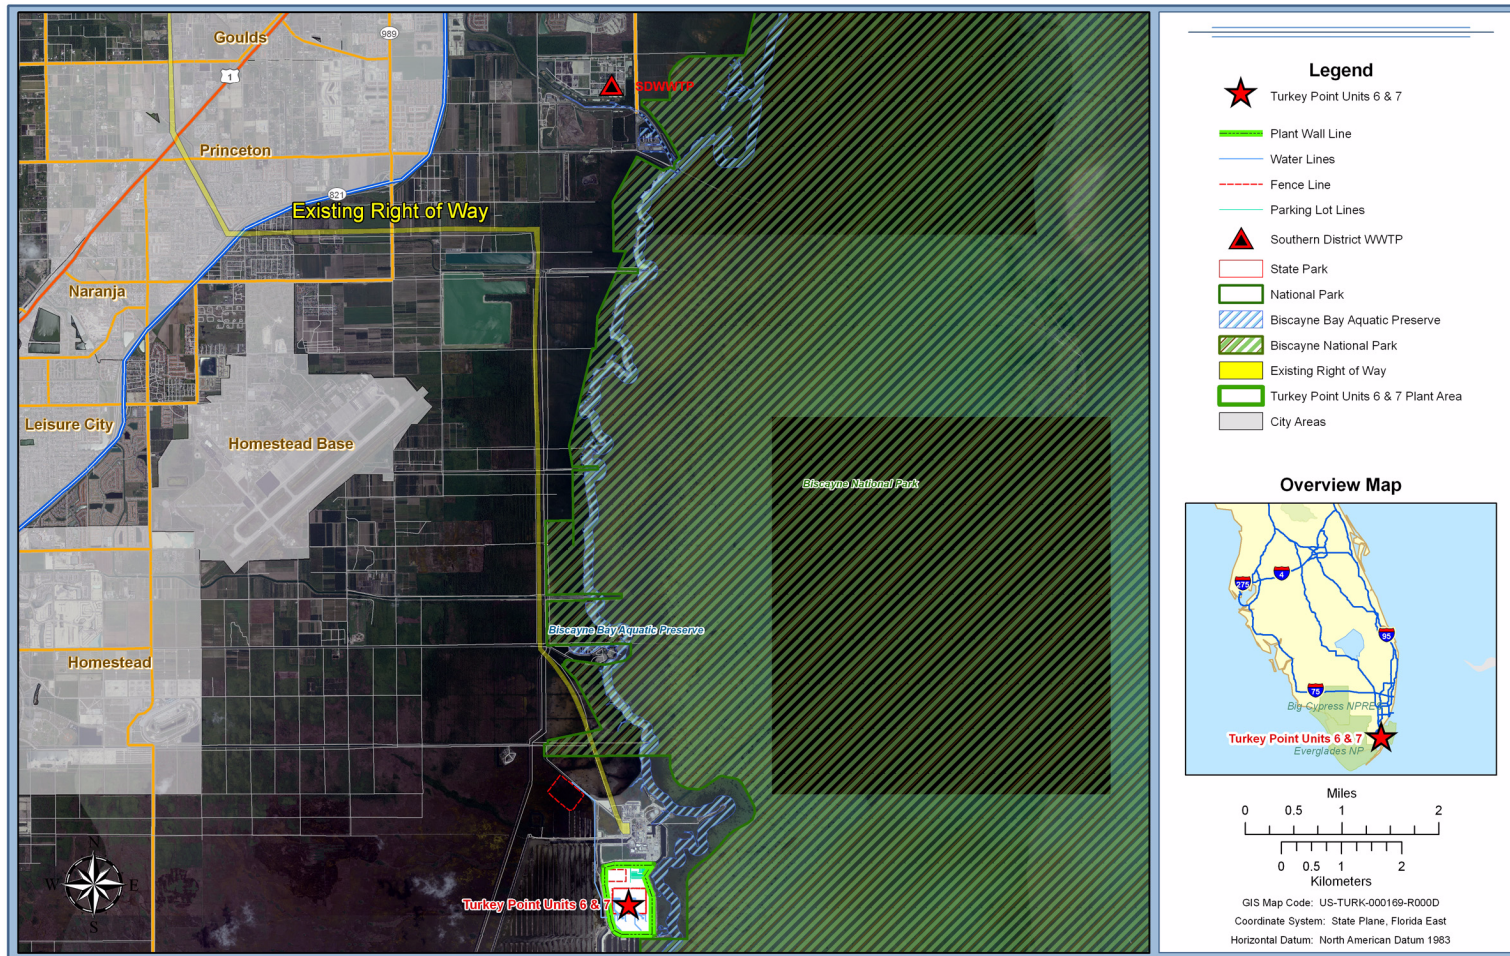 Goulds
989
1
SDWWTP
Princeton
821
Existing Right of Way
Naranja
Leisure City
Homestead Base
Biscayne National Park
Biscayne Bay Aquatic Preserve
Homestead
Turkey Point Units 6 & 7
N
W E
S
Legend
Turkey Point Units 6 & 7
Plant Wall Line
Water Lines
Fence Line
Parking Lot Lines
Southern District WWTP
State Park
National Park
Biscayne Bay Aquatic Preserve
Biscayne National Park
Existing Right of Way
Turkey Point Units 6 & 7 Plant Area
City Areas
Overview Map
4
275
95
75
Big Cypress NPRE
Turkey Point Units 6 & 7
Everglades NP
Miles
0 0.5 1 2
0 0.5 1 2
Kilometers
GIS Map Code: US-TURK-000169-R000D
Coordinate System: State Plane, Florida East
Horizontal Datum: North American Datum 1983